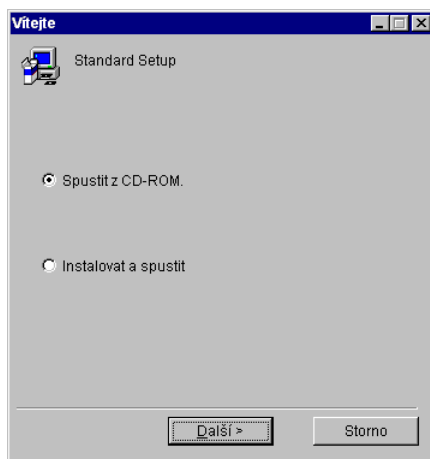 Vítejte
Standard Setup
Spustit z CD-ROM.
Instalovat a spustit
Další >
Storno